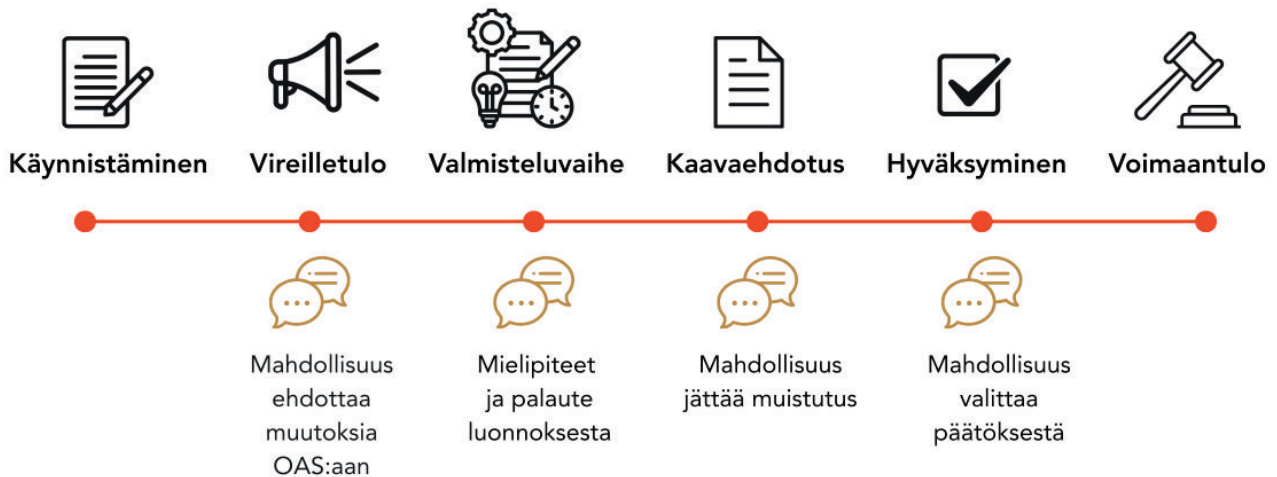 Käynnistäminen
Vireilletulo
Valmisteluvaihe
Kaavaehdotus
Hyväksyminen
Voimaantulo
Mahdollisuus
ehdottaa
muutoksia
OAS:aan
Mielipiteet
ja palaute
luonnoksesta
Mahdollisuus
jättää muistutus
Mahdollisuus
valittaa
päätöksestä